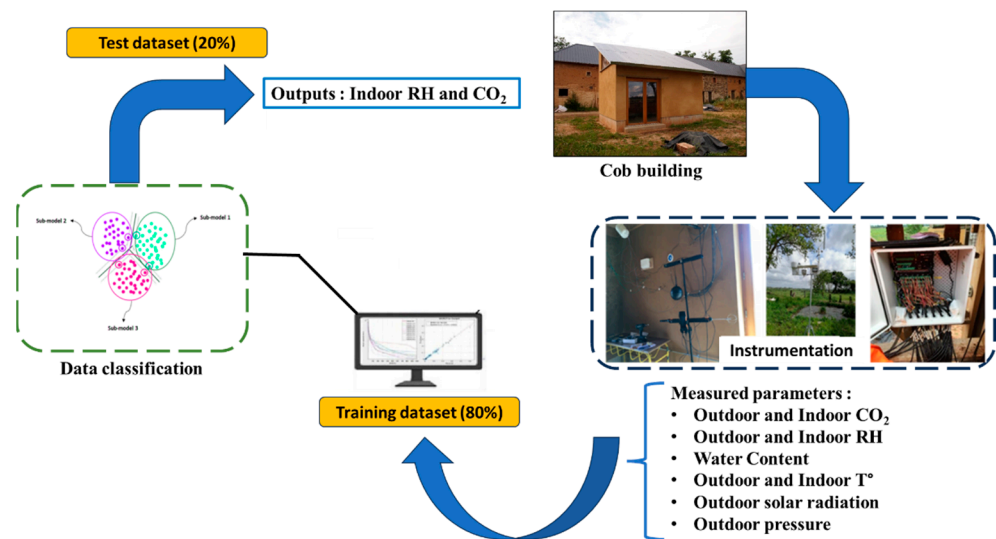 Test dataset (20%)
Outputs : Indoor RH and CO₂
Cob building
Sub-model 2
Sub-model 1
Sub-model 3
Data classification
Instrumentation
Training dataset (80%)
Measured parameters :
• Outdoor and Indoor CO₂
• Outdoor and Indoor RH
• Water Content
• Outdoor and Indoor T°
• Outdoor solar radiation
• Outdoor pressure